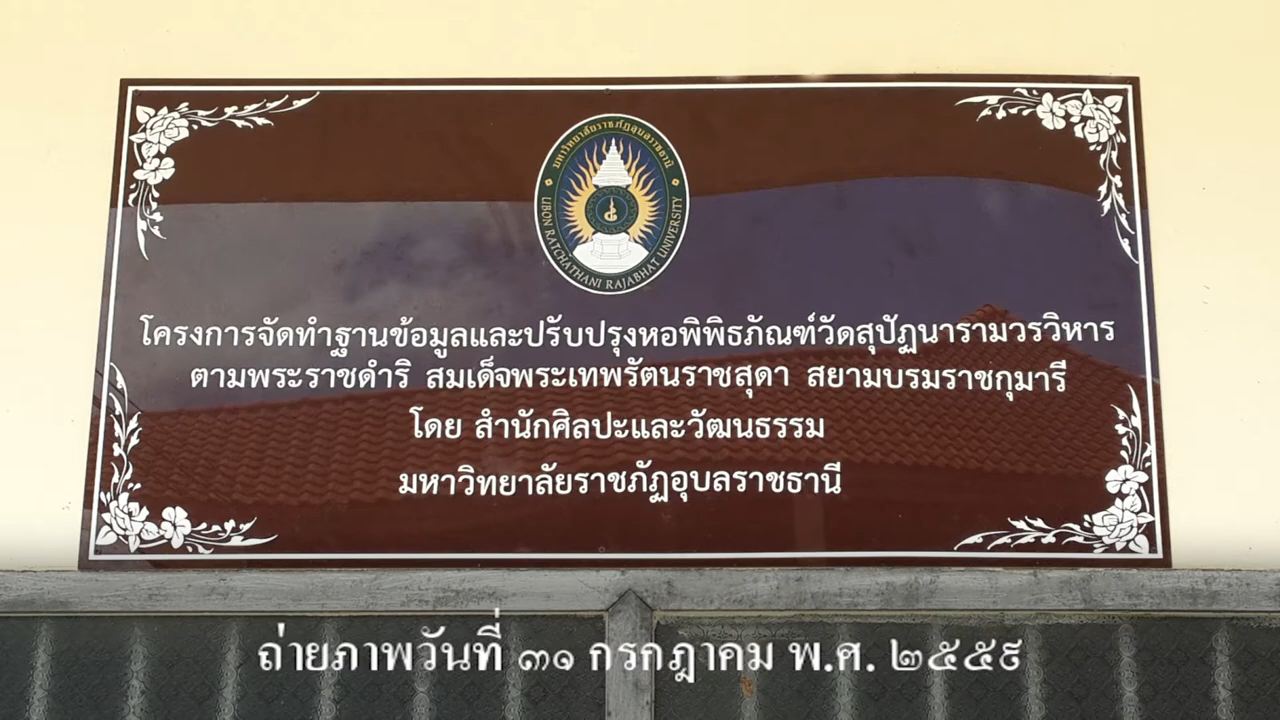 มหาวิทยาลัยราชภัฏอุบลราชธานี
UBON RATCHATHANI RAJABHAT UNIVERSITY
โครงการจัดทำฐานข้อมูลและปรับปรุงหอพิพิธภัณฑ์วัดสุปัฏนารามวรวิหาร
ตามพระราชดำริ สมเด็จพระเทพรัตนราชสุดา สยามบรมราชกุมารี
โดย สำนักศิลปะและวัฒนธรรม
มหาวิทยาลัยราชภัฏอุบลราชธานี
ถ่ายภาพวันที่ ๓๑ กรกฎาคม พ.ศ. ๒๕๕๙